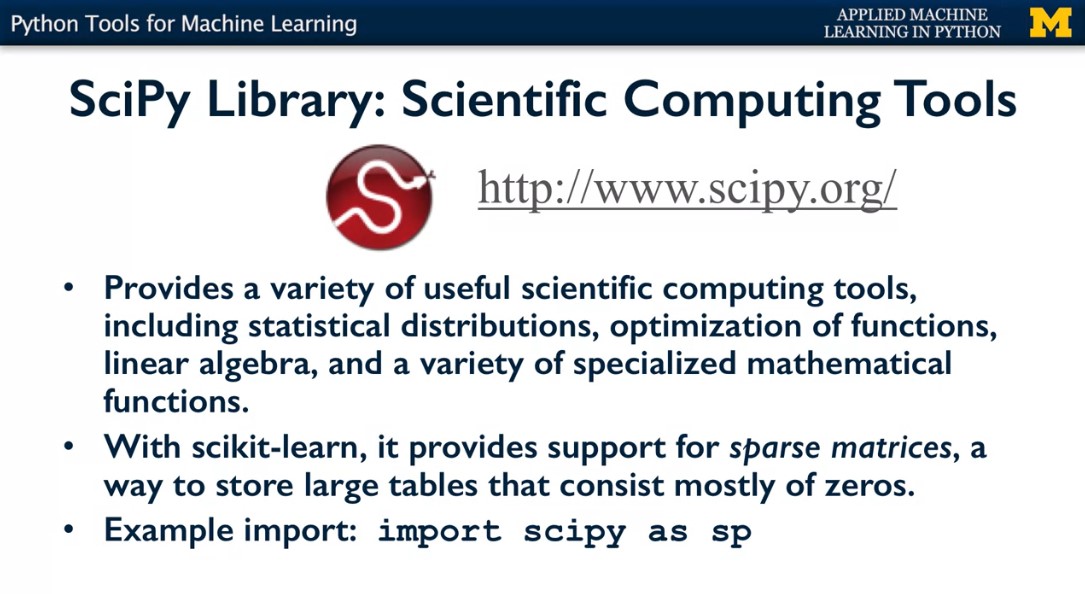 Python Tools for Machine Learning
APPLIED MACHINE
LEARNING IN PYTHON
M
SciPy Library: Scientific Computing Tools
http://www.scipy.org/
• Provides a variety of useful scientific computing tools,
including statistical distributions, optimization of functions,
linear algebra, and a variety of specialized mathematical
functions.
• With scikit-learn, it provides support for sparse matrices, a
way to store large tables that consist mostly of zeros.
• Example import: import scipy as sp